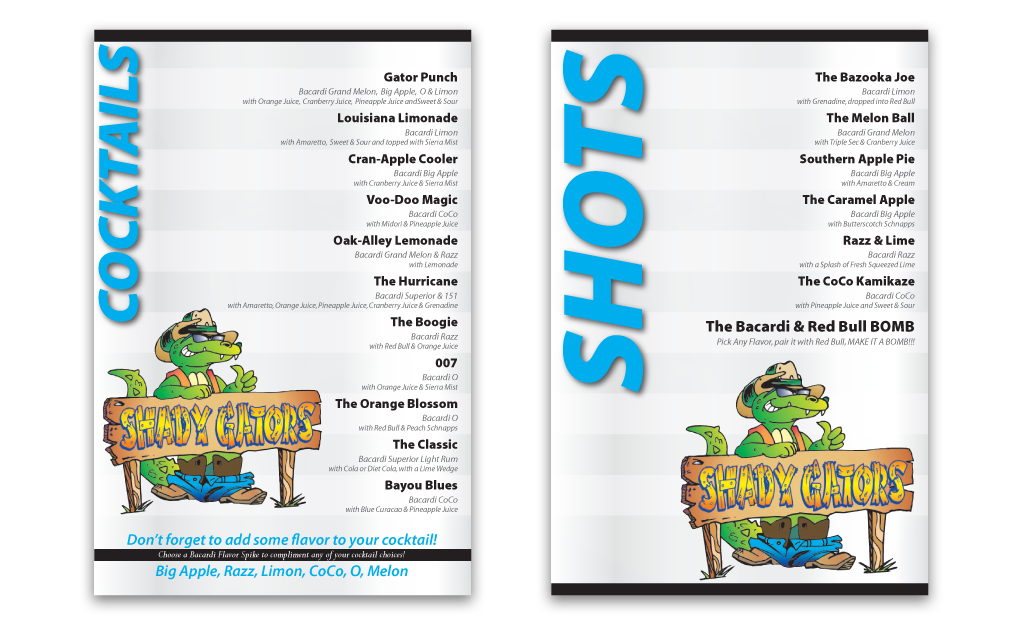 COCKTAILS
Gator Punch
Bacardi Grand Melon, Big Apple, O & Limon
with Orange Juice, Cranberry Juice, Pineapple Juice andSweet & Sour
Louisiana Limonade
Bacardi Limon
with Amaretto, Sweet & Sour and topped with Sierra Mist
Cran-Apple Cooler
Bacardi Big Apple
with Cranberry Juice & Sierra Mist
Voo-Doo Magic
Bacardi CoCo
with Midori & Pineapple Juice
Oak-Alley Lemonade
Bacardi Grand Melon & Razz
with Lemonade
The Hurricane
Bacardi Superior & 151
with Amaretto, Orange Juice, Pineapple Juice, Cranberry Juice & Grenadine
The Boogie
Bacardi Razz
with Red Bull & Orange Juice
007
Bacardi O
with Orange Juice & Sierra Mist
The Orange Blossom
Bacardi O
with Red Bull & Peach Schnapps
The Classic
Bacardi Superior Light Rum
with Cola or Diet Cola, with a Lime Wedge
Bayou Blues
Bacardi CoCo
with Blue Curacao & Pineapple Juice
SHADY GATORS
Don't forget to add some flavor to your cocktail!
Choose a Bacardi Flavor Spike to compliment any of your cocktail choices!
Big Apple, Razz, Limon, CoCo, O, Melon
SHOTS
The Bazooka Joe
Bacardi Limon
with Grenadine, dropped into Red Bull
The Melon Ball
Bacardi Grand Melon
with Triple Sec & Cranberry Juice
Southern Apple Pie
Bacardi Big Apple
with Amaretto & Cream
The Caramel Apple
Bacardi Big Apple
with Butterscotch Schnapps
Razz & Lime
Bacardi Razz
with a Splash of Fresh Squeezed Lime
The CoCo Kamikaze
Bacardi CoCo
with Pineapple Juice and Sweet & Sour
The Bacardi & Red Bull BOMB
Pick Any Flavor, pair it with Red Bull, MAKE IT A BOMB!!!
SHADY GATORS